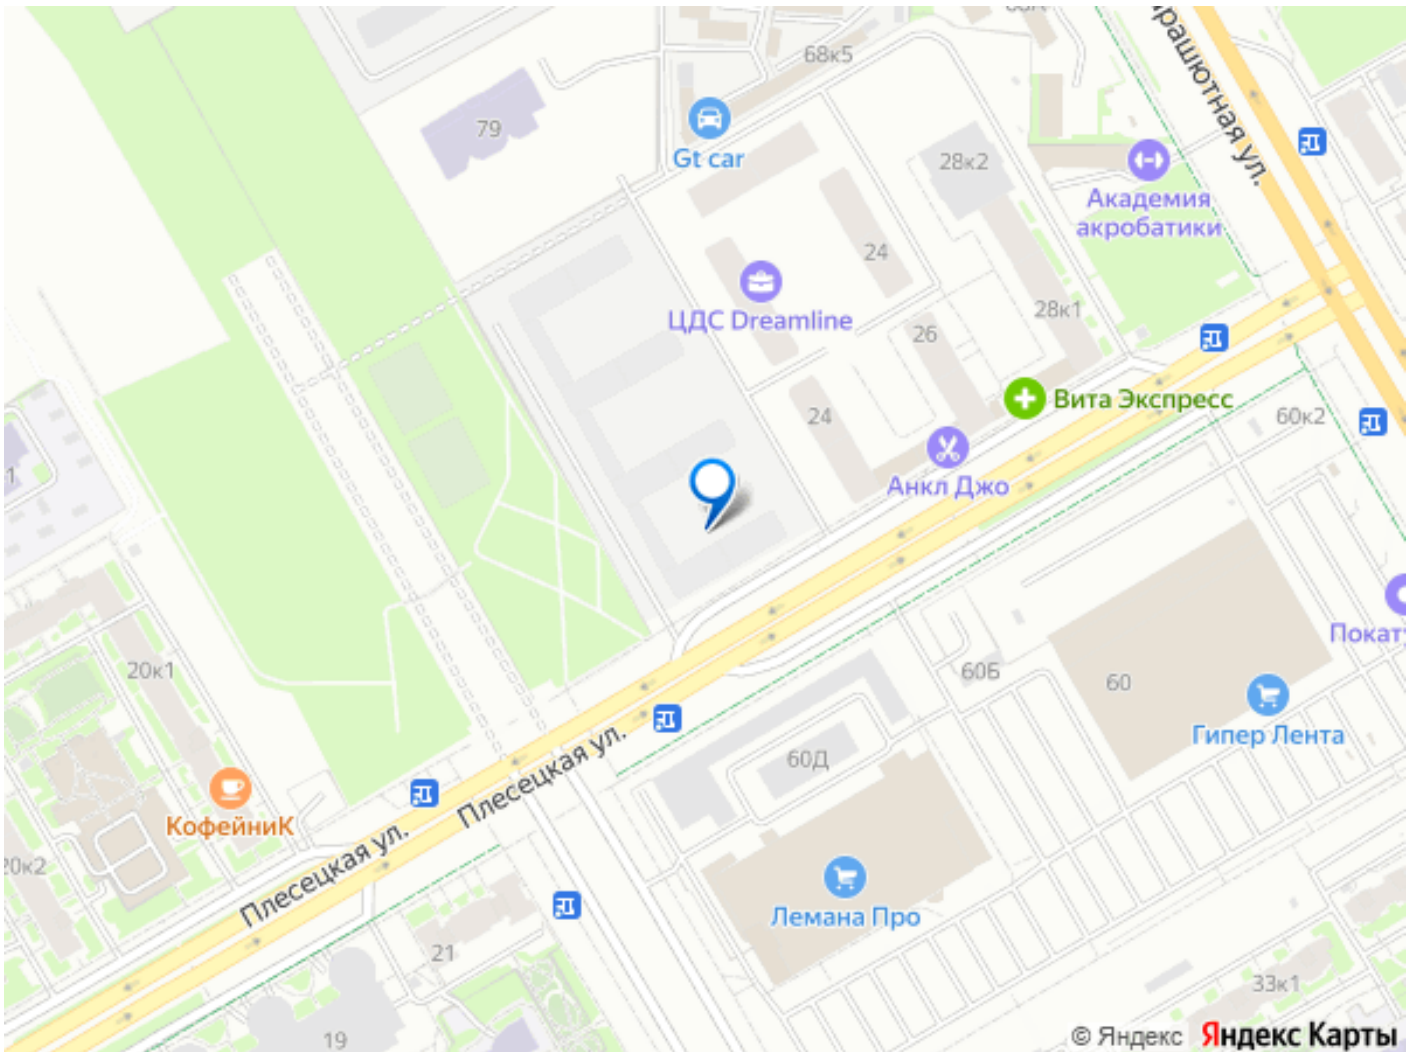 68к5
79
Gt car
28к2
Парашютная ул.
Академия
акробатики
24
ЦДС Dreamline
28к1
26
Вита Экспресс
24
60к2
Анкл Джо
1
20к1
60Б
60
Гипер Лента
60Д
Плесецкая ул.
КофейниК
Плесецкая ул.
20к2
Лемана Про
21
19
33к1
© Яндекс Яндекс Карты